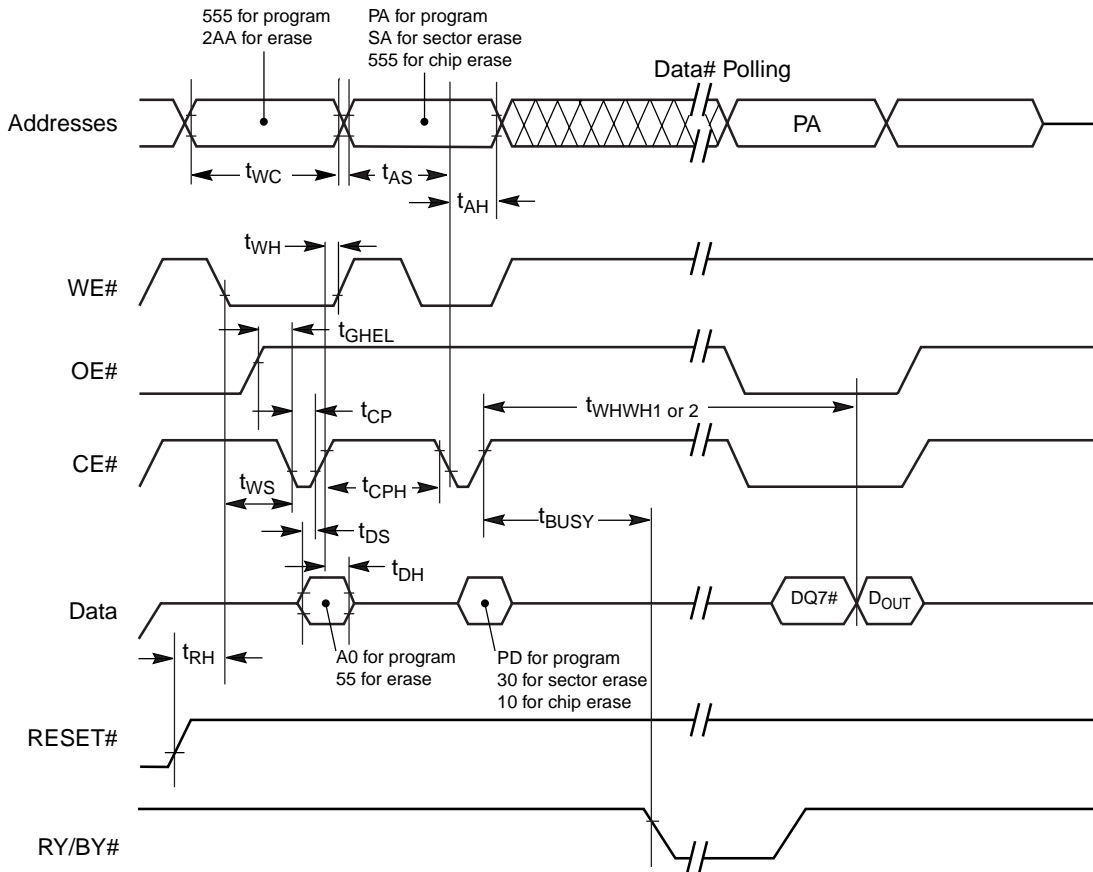 555 for program
2AA for erase
PA for program
SA for sector erase
555 for chip erase
Data# Polling
Addresses
PA
tWC
tAS
tAH
tWH
WE#
tGHEL
OE#
tWHWH1 or 2
tCP
CE#
tWS
tCPH
tBUSY
tDS
tDH
Data
DQ7#
DOUT
tRH
A0 for program
55 for erase
PD for program
30 for sector erase
10 for chip erase
RESET#
RY/BY#